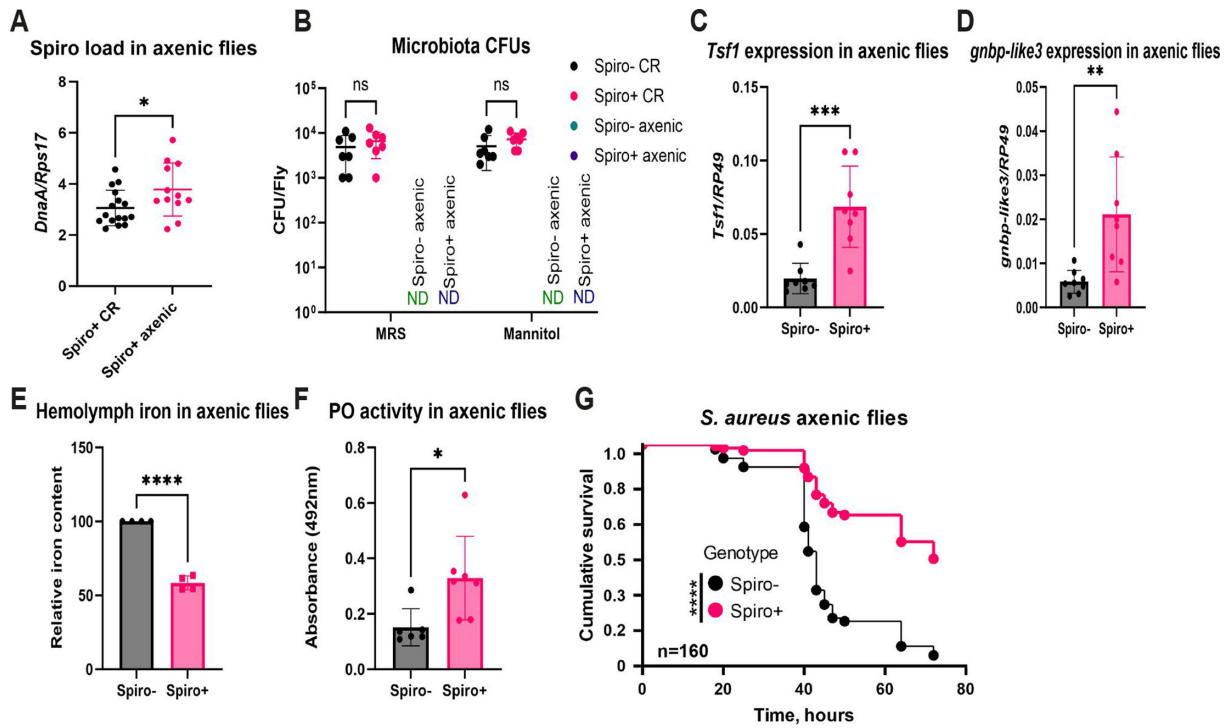 A
Spiro load in axenic flies
DnaA/Rps17
8
6
4
2
0
*
Spiro+ CR
Spiro+ axenic
B
Microbiota CFUs
CFU/Fly
10⁵
10⁴
10³
10²
10¹
10⁰
ns
ns
Spiro- CR
Spiro+ CR
Spiro- axenic
Spiro+ axenic
ND Spiro- axenic
ND Spiro+ axenic
ND Spiro- axenic
ND Spiro+ axenic
MRS
Mannitol
C
Tsf1 expression in axenic flies
Tsf1/RP49
0.15
0.10
0.05
0.00
***
Spiro-
Spiro+
D
gnbp-like3 expression in axenic flies
gnbp-like3/RP49
0.05
0.04
0.03
0.02
0.01
0.00
**
Spiro-
Spiro+
E
Hemolymph iron in axenic flies
Relative iron content
150
100
50
0
****
Spiro-
Spiro+
F
PO activity in axenic flies
Absorbance (492nm)
0.8
0.6
0.4
0.2
0.0
*
Spiro-
Spiro+
G
S. aureus axenic flies
Cumulative survival
1.0
0.8
0.6
0.5
0.3
0.2
0
Genotype
****
Spiro-
Spiro+
n=160
0
20
40
60
80
Time, hours